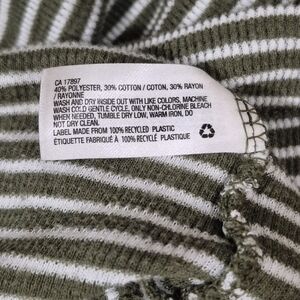 CA 17897
40% POLYESTER, 30% COTTON / COTON, 30% RAYON
/ RAYONNE
WASH AND DRY INSIDE OUT WITH LIKE COLORS, MACHINE
WASH COLD GENTLE CYCLE, ONLY NON-CHLORINE BLEACH
WHEN NEEDED, TUMBLE DRY LOW, WARM IRON, DO
NOT DRY CLEAN.
LABEL MADE FROM 100% RECYCLED PLASTIC
ÉTIQUETTE FABRIQUÉ À 100% RECYCLÉ PLASTIQUE